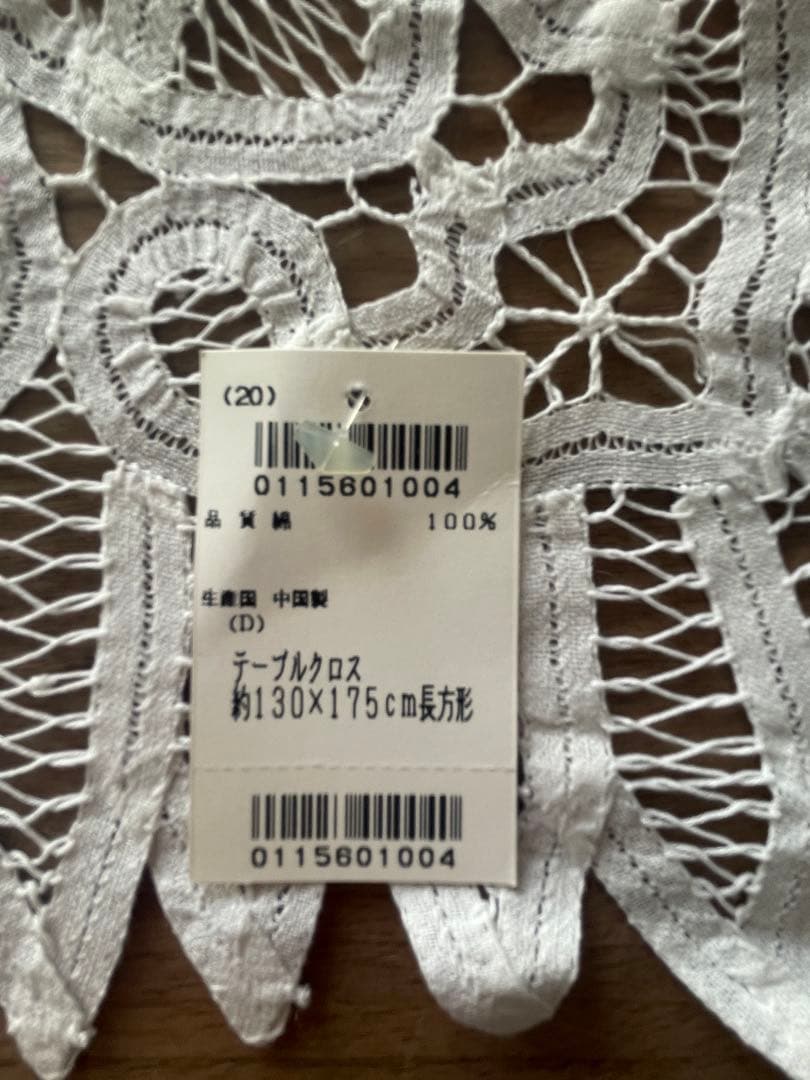 (20)
0115601004
品 質 綿 100%
生産国 中国製
(D)
テーブルクロス
約130×175cm長方形
0115601004